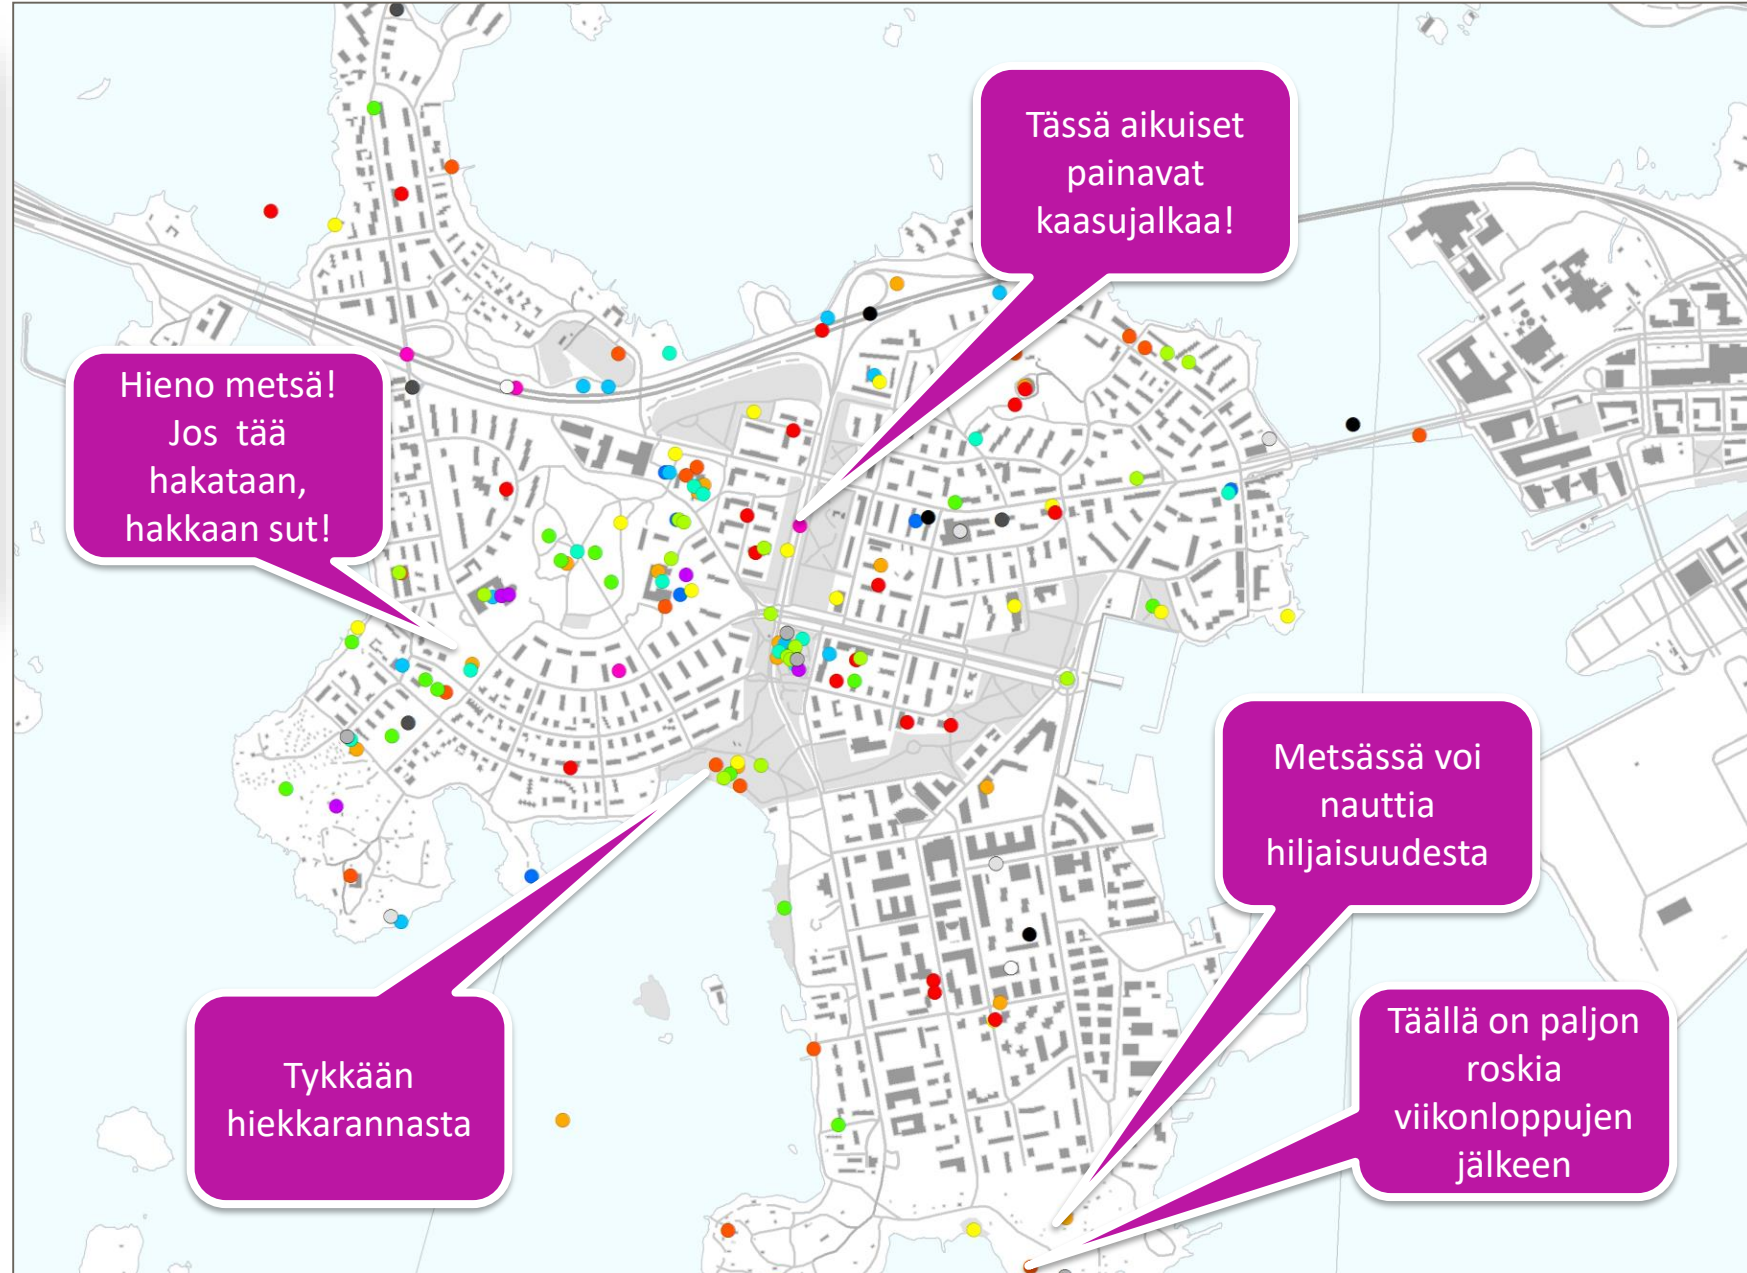 Tässä aikuiset
painavat
kaasujalkaa!
Hieno metsä!
Jos tää
hakataan,
hakkaan sut!
Metsässä voi
nauttia
hiljaisuudesta
Tykkään
hiekkarannasta
Täällä on paljon
roskia
viikonloppujen
jälkeen